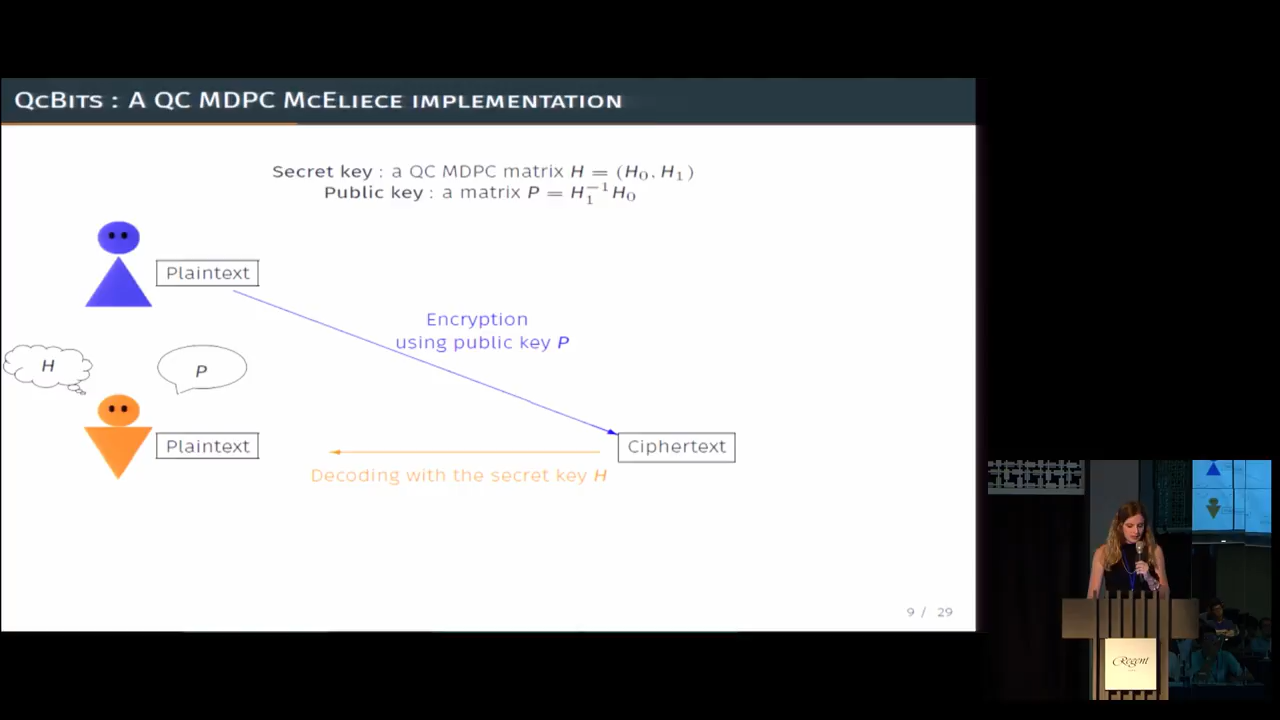 QcBits : A QC MDPC McEliece implementation
Secret key : a QC MDPC matrix H = (H₀, H₁)
Public key : a matrix P = H₁⁻¹H₀
Plaintext
Encryption
using public key P
H
P
Plaintext
Ciphertext
Decoding with the secret key H
9 / 29
Regent